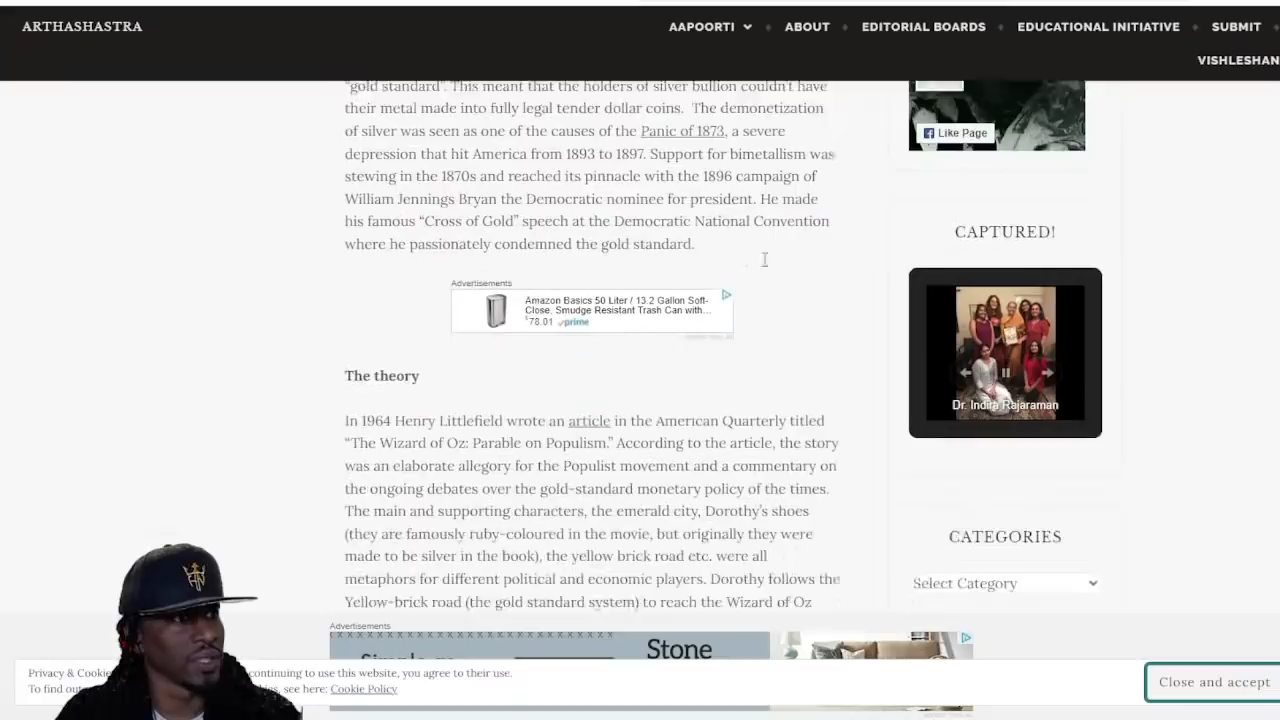 ARTHASHASTRA
AAPOORTI
ABOUT
EDITORIAL BOARDS
EDUCATIONAL INITIATIVE
SUBMIT
VISHLESHAN
"gold standard". This meant that the holders of silver bullion couldn't have
their metal made into fully legal tender dollar coins. The demonetization
of silver was seen as one of the causes of the Panic of 1873, a severe
depression that hit America from 1893 to 1897. Support for bimetallism was
stewing in the 1870s and reached its pinnacle with the 1896 campaign of
William Jennings Bryan the Democratic nominee for president. He made
his famous “Cross of Gold” speech at the Democratic National Convention
where he passionately condemned the gold standard.
Advertisements
Amazon Basics 50 Liter / 13.2 Gallon Soft-
Close, Smudge Resistant Trash Can with...
$78.01 prime
The theory
In 1964 Henry Littlefield wrote an article in the American Quarterly titled
“The Wizard of Oz: Parable on Populism.” According to the article, the story
was an elaborate allegory for the Populist movement and a commentary on
the ongoing debates over the gold-standard monetary policy of the times.
The main and supporting characters, the emerald city, Dorothy’s shoes
(they are famously ruby-coloured in the movie, but originally they were
made to be silver in the book), the yellow brick road etc. were all
metaphors for different political and economic players. Dorothy follows the
Yellow-brick road (the gold standard system) to reach the Wizard of Oz
Like Page
CAPTURED!
Dr. Indira Rajaraman
CATEGORIES
Select Category
Advertisements
Stone
Privacy & Cookie
continuing to use this website, you agree to their use.
To find out
see here: Cookie Policy
Close and accept